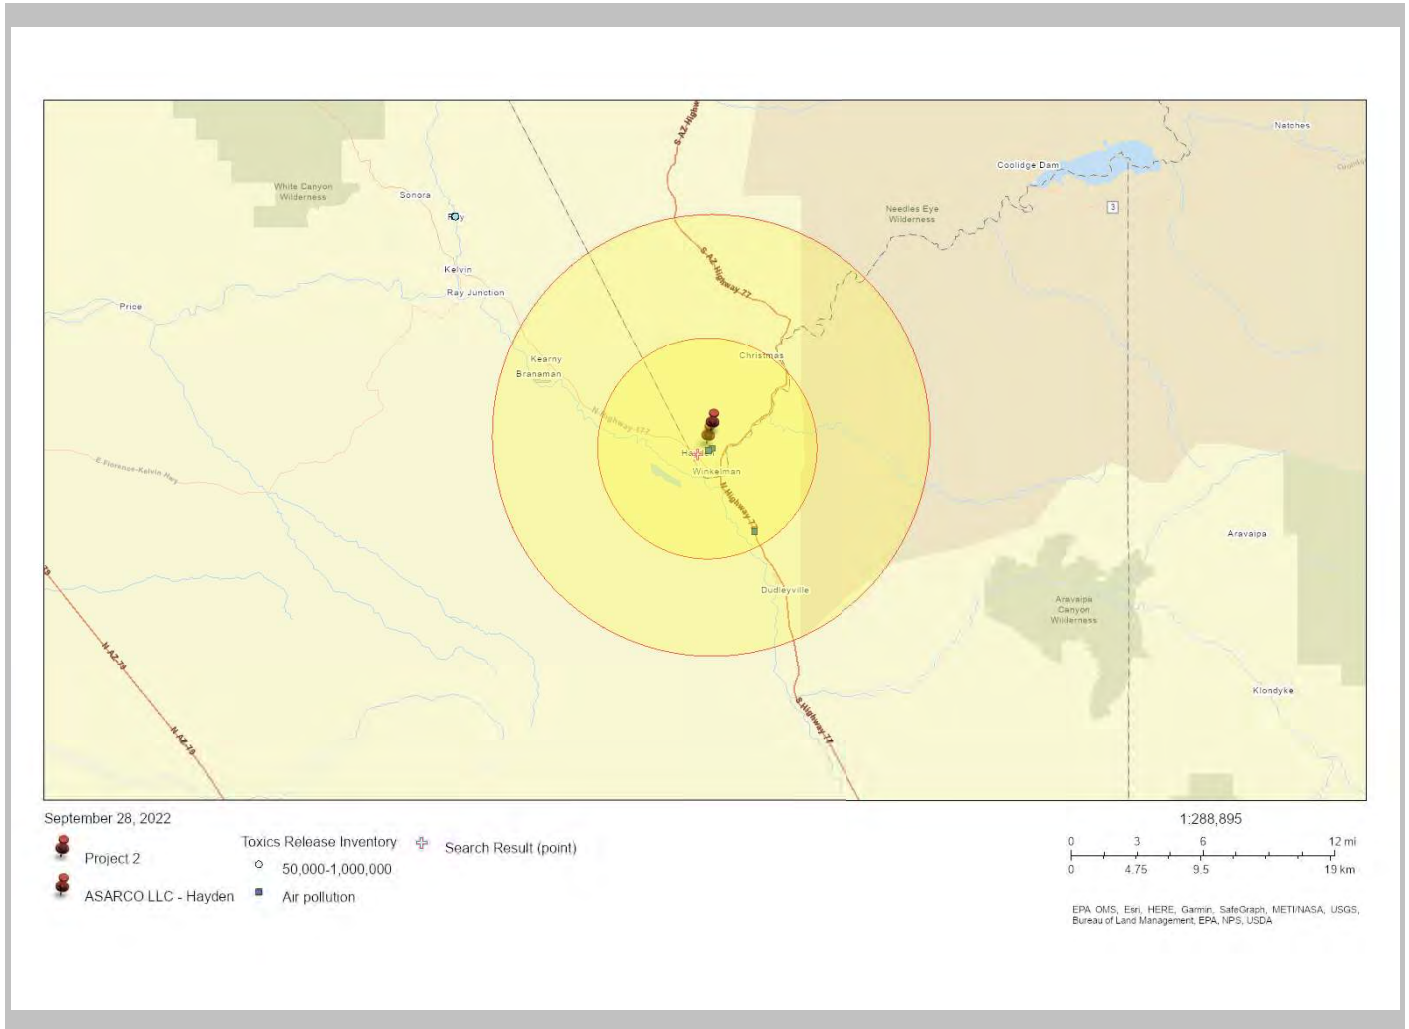 S-AZ-Highw
Natches
Coolidge Dam
White Canyon
Wilderness
Sonora
Needles Eye
Wilderness
3
S-AZ-Highway-77
Kelvin
Ray Junction
Price
Christmas
Kearny
Branaman
N-Highway-177
E-Florence-Kelvin Hwy
Winkelman
N-Highway-77
Aravaipa
79
Dudleyville
Aravaipa
Canyon
Wilderness
N-AZ-79
Klondyke
S-Highway-77
N-AZ-79
September 28, 2022
Project 2
ASARCO LLC - Hayden
Toxics Release Inventory
50,000-1,000,000
Air pollution
Search Result (point)
1:288,895
0 3 6 12 mi
0 4.75 9.5 19 km
EPA OMS, Esri, HERE, Garmin, SafeGraph, METI/NASA, USGS,
Bureau of Land Management, EPA, NPS, USDA